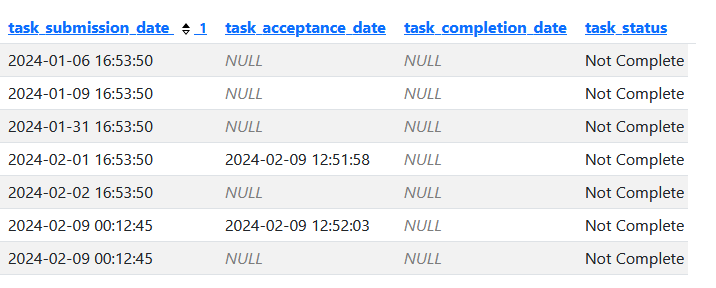 task_submission_date 1 task_acceptance_date task_completion_date task_status
2024-01-06 16:53:50 NULL NULL Not Complete
2024-01-09 16:53:50 NULL NULL Not Complete
2024-01-31 16:53:50 NULL NULL Not Complete
2024-02-01 16:53:50 2024-02-09 12:51:58 NULL Not Complete
2024-02-02 16:53:50 NULL NULL Not Complete
2024-02-09 00:12:45 2024-02-09 12:52:03 NULL Not Complete
2024-02-09 00:12:45 NULL NULL Not Complete